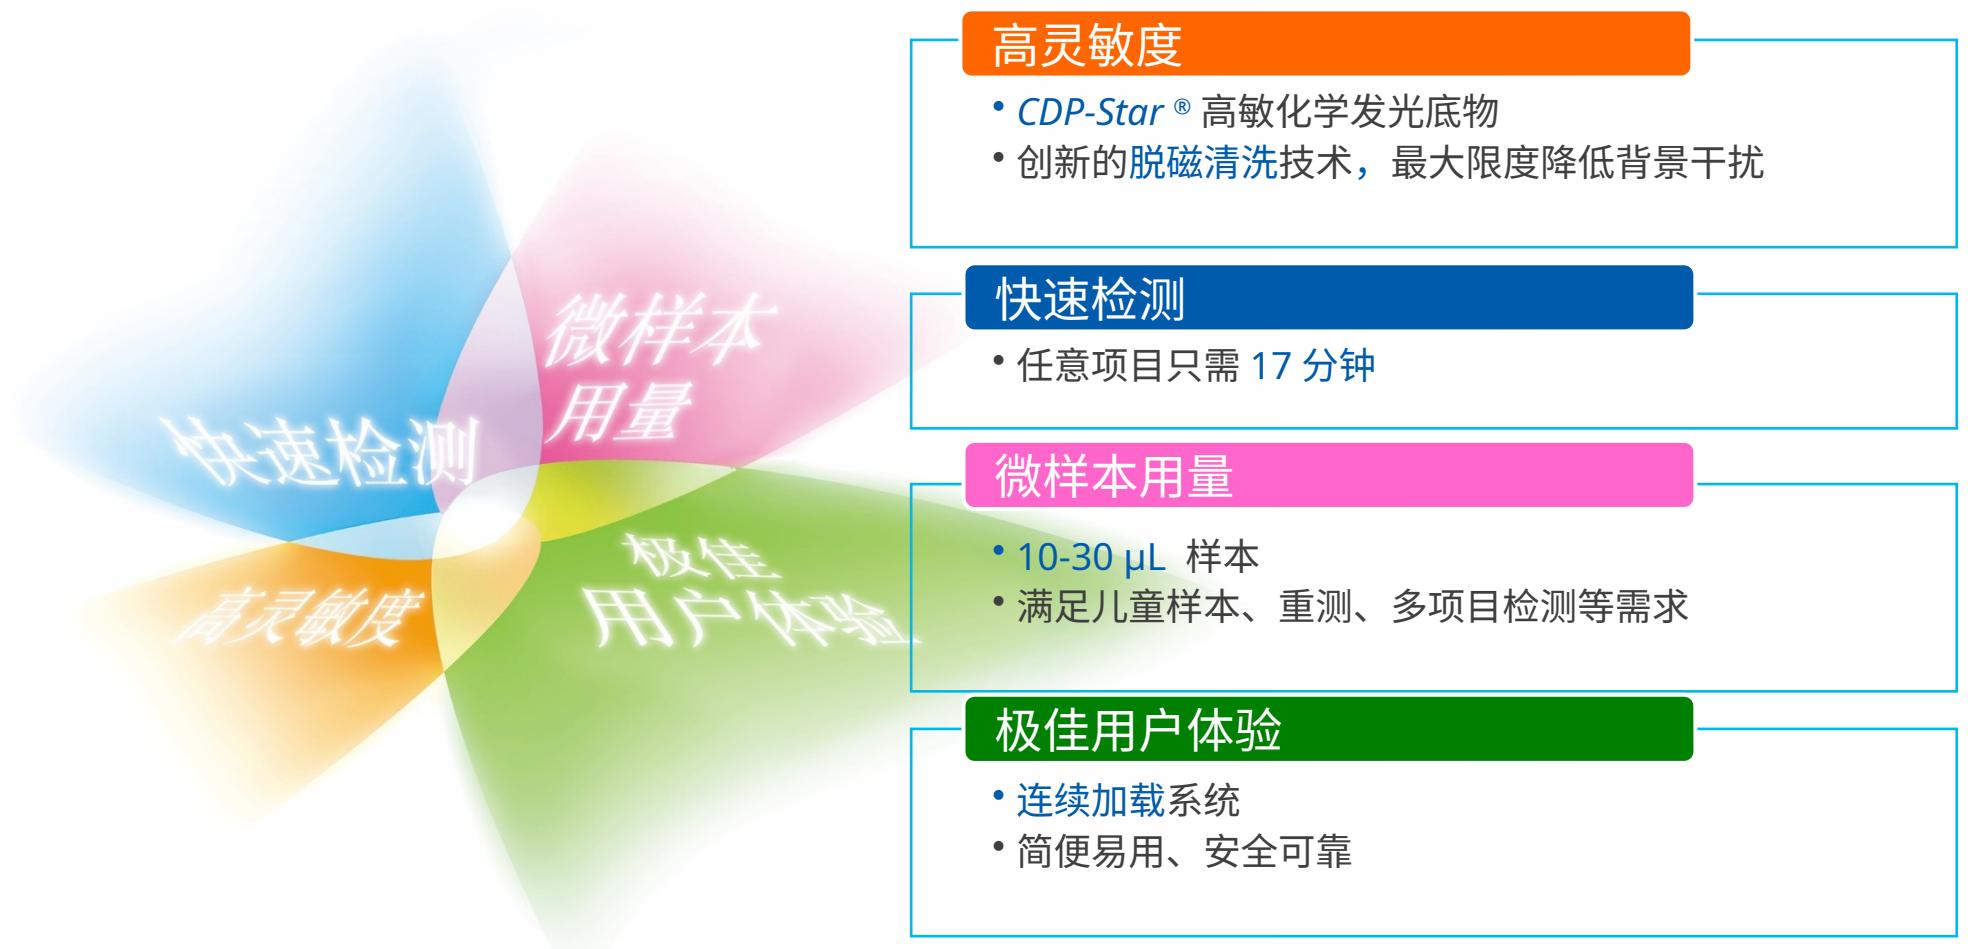 微样本
用量
快速检测
极佳
用户体验
高灵敏度
高灵敏度
• CDP-Star ® 高敏化学发光底物
• 创新的脱磁清洗技术，最大限度降低背景干扰
快速检测
• 任意项目只需 17 分钟
微样本用量
• 10-30 μL 样本
• 满足儿童样本、重测、多项目检测等需求
极佳用户体验
• 连续加载系统
• 简便易用、安全可靠